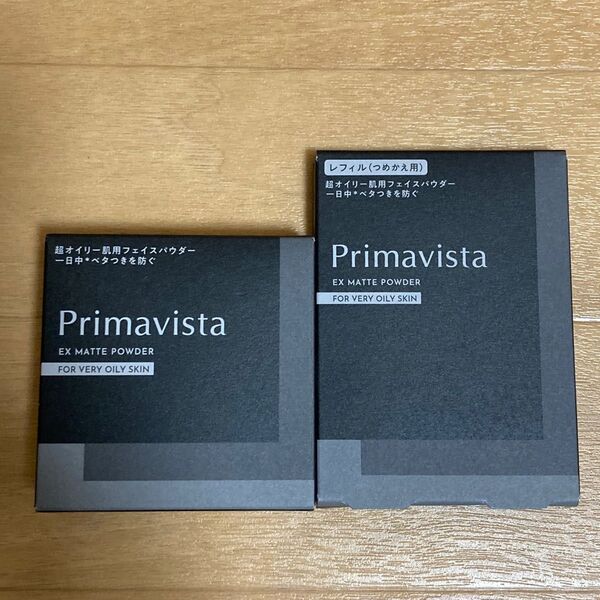 超オイリー肌用フェイスパウダー
一日中*ベタつきを防ぐ
Primavista
EX MATTE POWDER
FOR VERY OILY SKIN
レフィル(つめかえ用)
超オイリー肌用フェイスパウダー
一日中*ベタつきを防ぐ
Primavista
EX MATTE POWDER
FOR VERY OILY SKIN